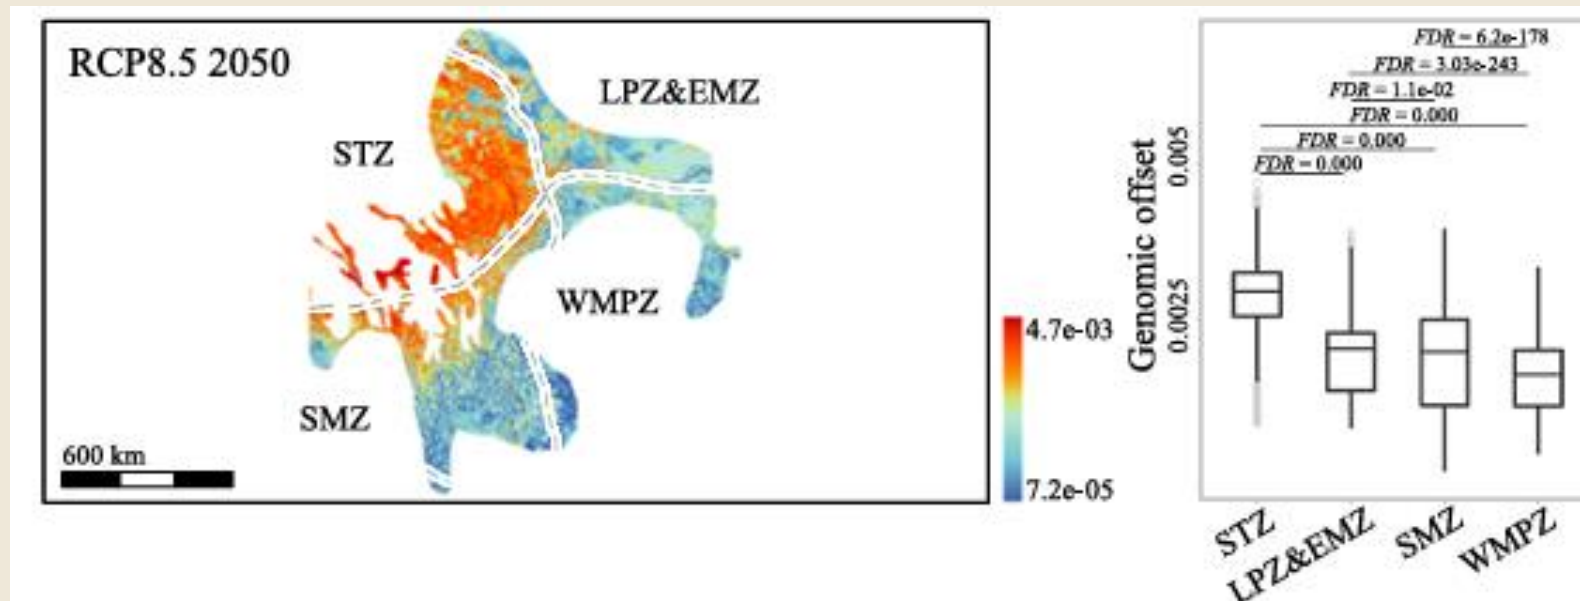 RCP8.5 2050
LPZ&EMZ
STZ
WMPZ
SMZ
600 km
4.7e-03
7.2e-05
Genomic offset
0.005
0.0025
FDR = 6.2e-178
FDR = 3.03e-243
FDR = 1.1e-02
FDR = 0.000
FDR = 0.000
FDR = 0.000
STZ
LPZ&EMZ
SMZ
WMPZ